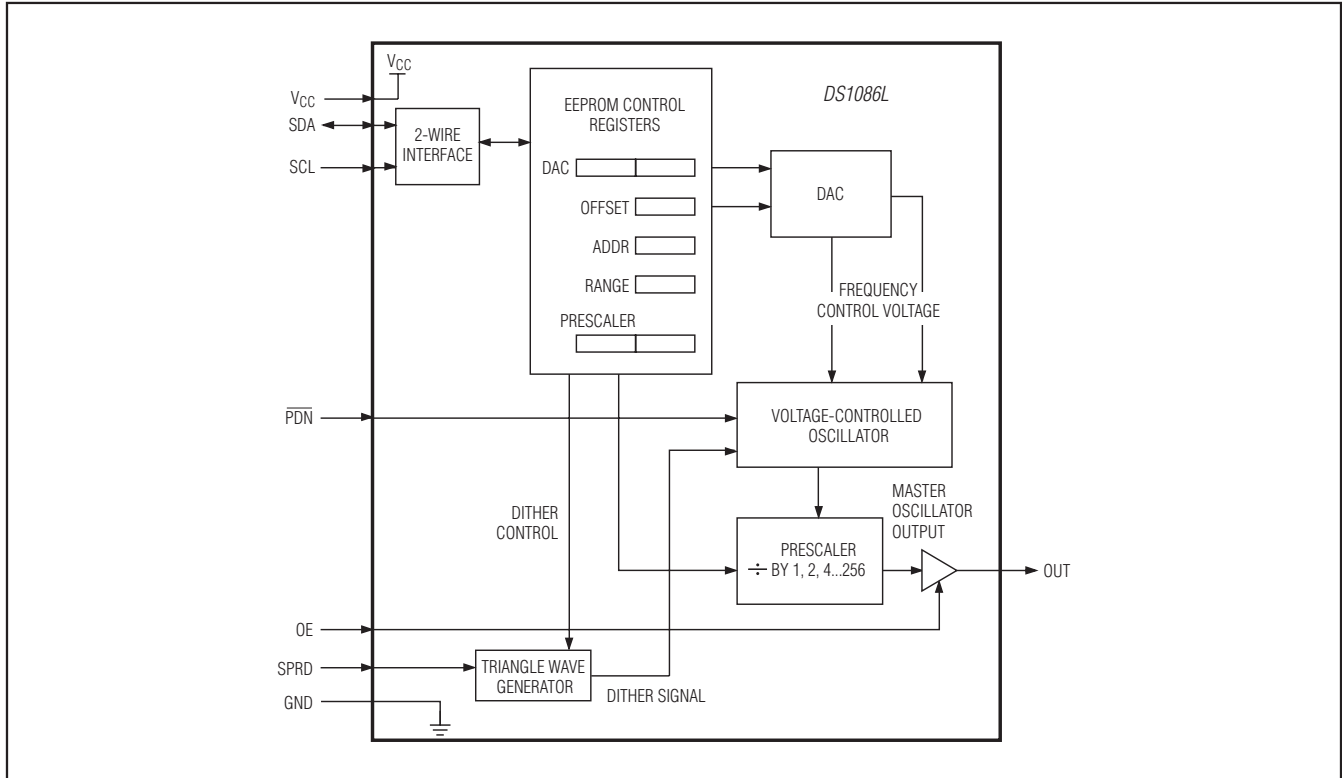 DS1086L
VCC
VCC
SDA
SCL
2-WIRE
INTERFACE
EEPROM CONTROL
REGISTERS
DAC
OFFSET
ADDR
RANGE
PRESCALER
DAC
FREQUENCY
CONTROL VOLTAGE
PDN
VOLTAGE-CONTROLLED
OSCILLATOR
DITHER
CONTROL
MASTER
OSCILLATOR
OUTPUT
PRESCALER
÷ BY 1, 2, 4...256
OUT
OE
SPRD
GND
TRIANGLE WAVE
GENERATOR
DITHER SIGNAL